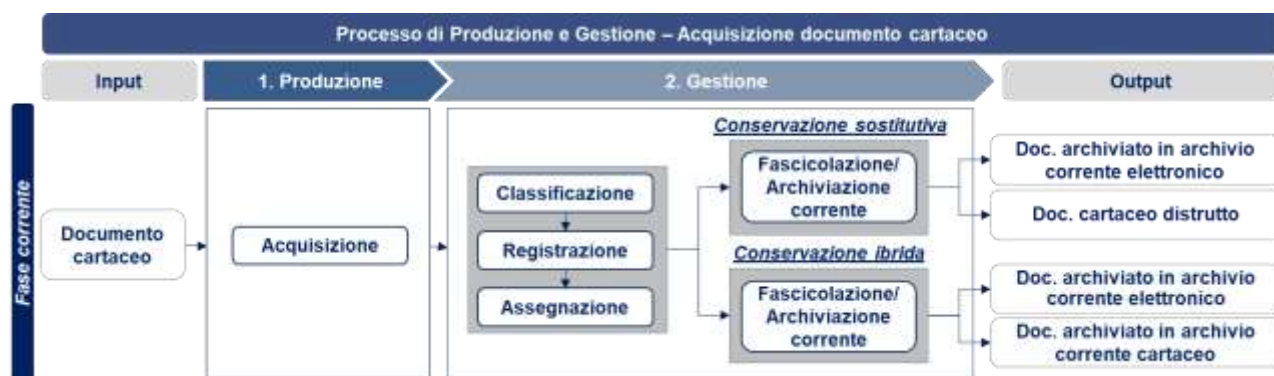 Processo di Produzione e Gestione – Acquisizione documento cartaceo
Input
1. Produzione
2. Gestione
Output
Fase corrente
Documento
cartaceo
Acquisizione
Classificazione
Registrazione
Assegnazione
Conservazione sostitutiva
Fascicolazione/
Archiviazione
corrente
Conservazione ibrida
Fascicolazione/
Archiviazione
corrente
Doc. archiviato in archivio
corrente elettronico
Doc. cartaceo distrutto
Doc. archiviato in archivio
corrente elettronico
Doc. archiviato in archivio
corrente cartaceo